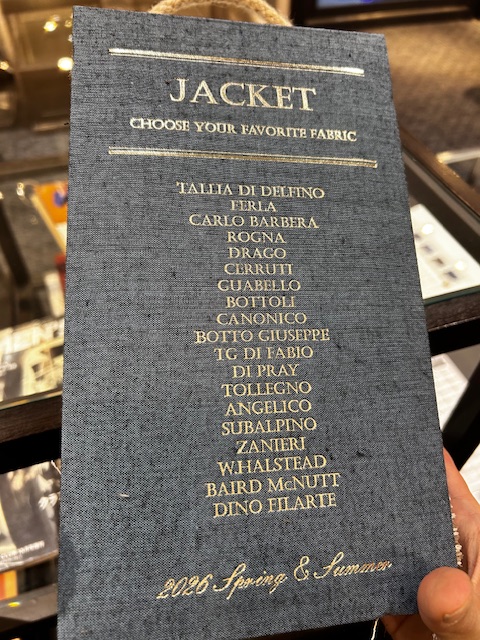 JACKET
CHOOSE YOUR FAVORITE FABRIC
TALLIA DI DELFINO
FERLA
CARLO BARBERA
ROGNA
DRAGO
CERRUTI
GUABELLO
BOTTOLI
CANONICO
BOTTO GIUSEPPE
TG DI FABIO
DI PRAY
TOLLEGNO
ANGELICO
SUBALPINO
ZANIERI
W.HALSTEAD
BAIRD McNUTT
DINO FILARTE
2026 Spring & Summer